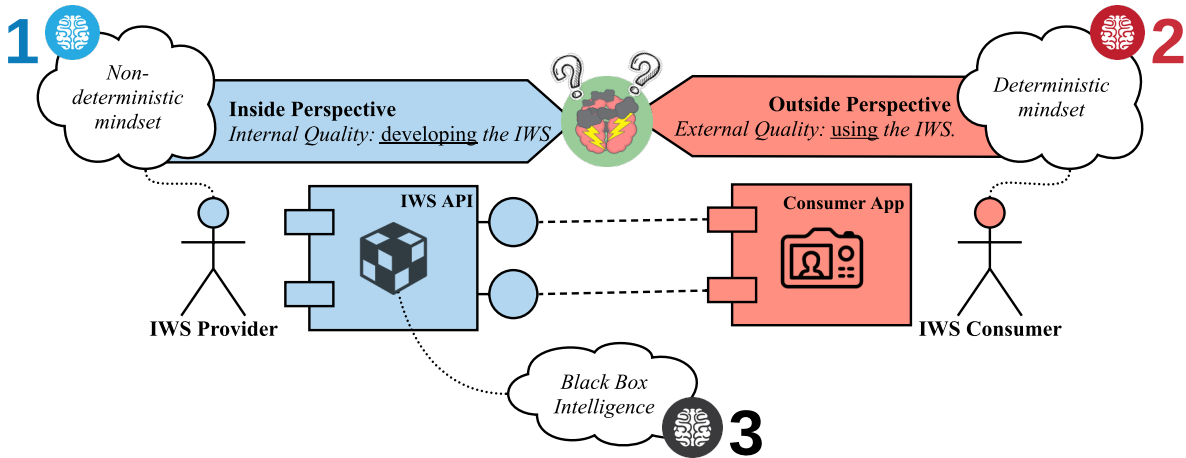 1
Non-
deterministic
mindset
Inside Perspective
Internal Quality: developing the IWS
? ?
Outside Perspective
External Quality: using the IWS.
Deterministic
mindset
2
IWS API
Consumer App
IWS Provider
IWS Consumer
Black Box
Intelligence
3